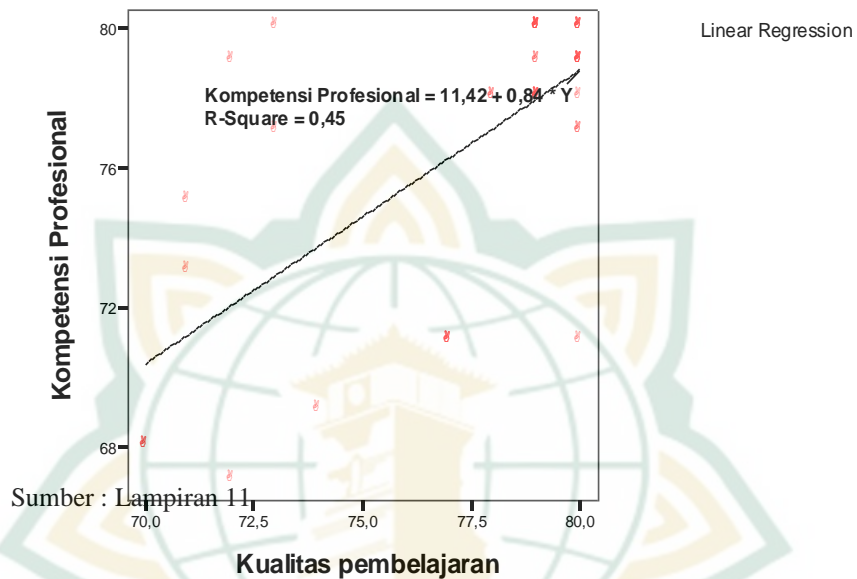 Linear Regression
80
Kompetensi Profesional = 11,42 + 0,84 * Y
R-Square = 0,45
76
Kompetensi Profesional
72
68
Sumber : Lampiran 11
70,0 72,5 75,0 77,5 80,0
Kualitas pembelajaran